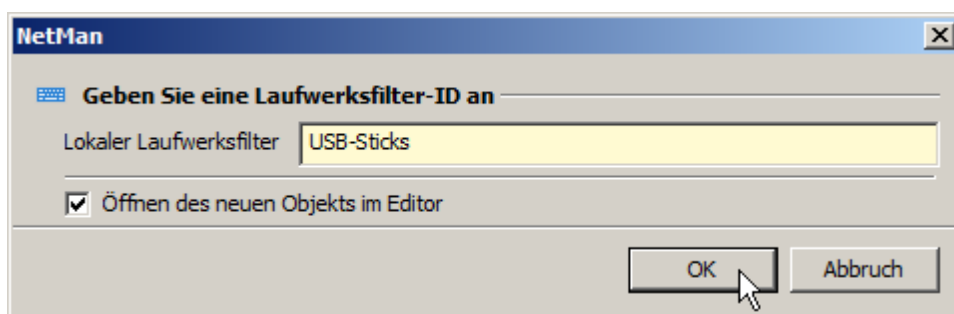 NetMan
Geben Sie eine Laufwerksfilter-ID an
Lokaler Laufwerksfilter USB-Sticks
Öffnen des neuen Objekts im Editor
OK Abbruch